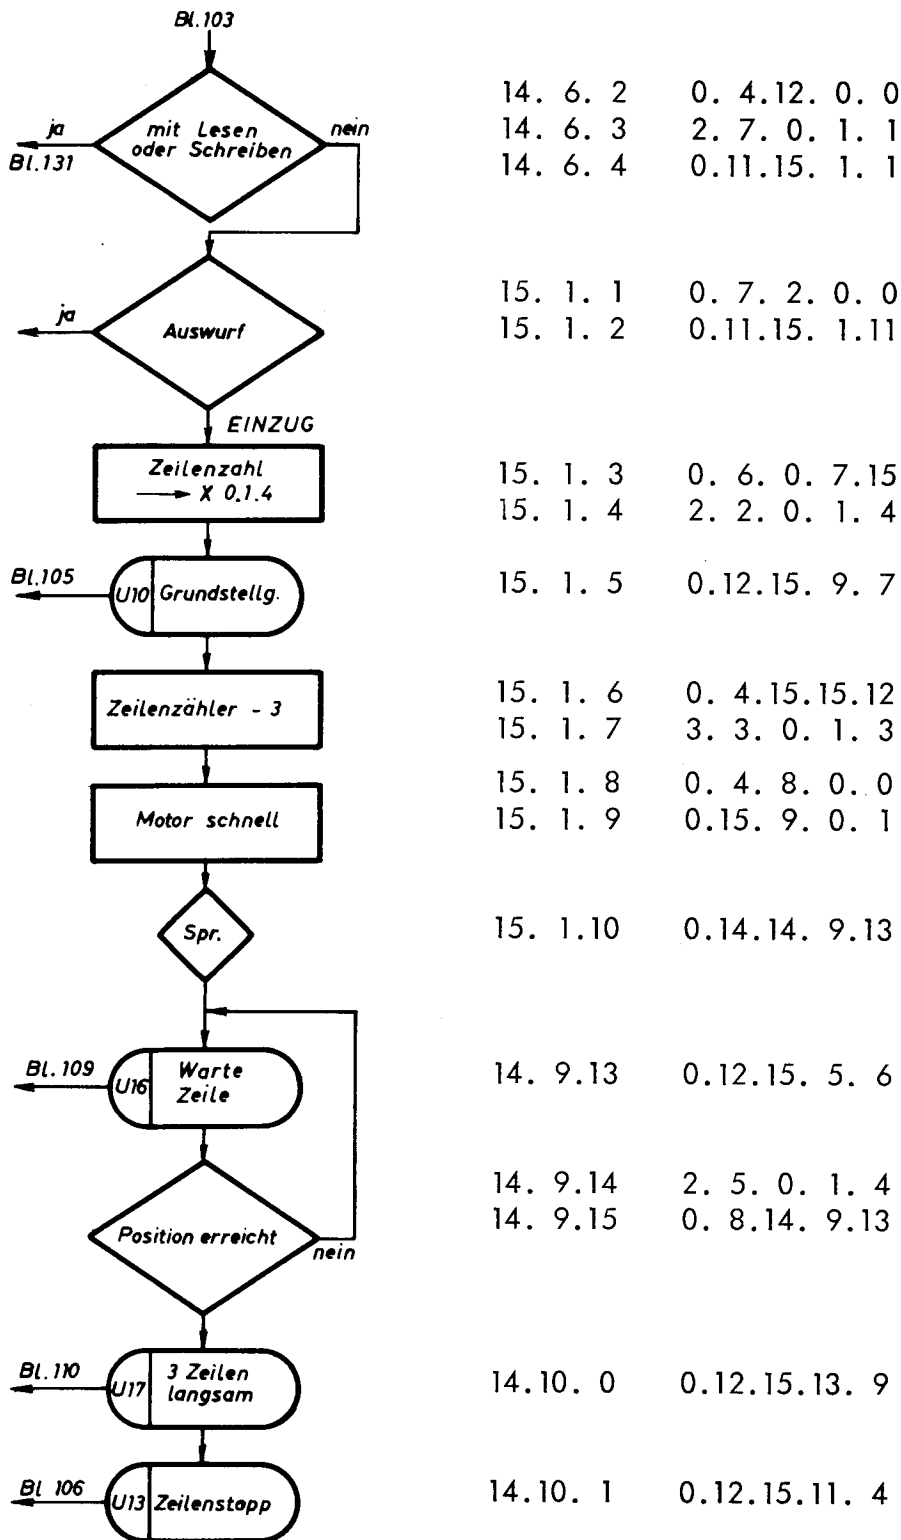 Bl.103
mit Lesen
oder Schreiben
ja
nein
Bl.131
14. 6. 2 0. 4.12. 0. 0
14. 6. 3 2. 7. 0. 1. 1
14. 6. 4 0.11.15. 1. 1
ja
Auswurf
15. 1. 1 0. 7. 2. 0. 0
15. 1. 2 0.11.15. 1.11
EINZUG
Zeilenzahl
→ X 0.1.4
15. 1. 3 0. 6. 0. 7.15
15. 1. 4 2. 2. 0. 1. 4
Bl.105
U10 Grundstellg.
15. 1. 5 0.12.15. 9. 7
Zeilenzähler - 3
15. 1. 6 0. 4.15.15.12
15. 1. 7 3. 3. 0. 1. 3
Motor schnell
15. 1. 8 0. 4. 8. 0. 0
15. 1. 9 0.15. 9. 0. 1
Spr.
15. 1.10 0.14.14. 9.13
Bl.109
U16 Warte
Zeile
14. 9.13 0.12.15. 5. 6
Position erreicht
nein
14. 9.14 2. 5. 0. 1. 4
14. 9.15 0. 8.14. 9.13
Bl.110
U17 3 Zeilen
langsam
14.10. 0 0.12.15.13. 9
Bl 106
U13 Zeilenstopp
14.10. 1 0.12.15.11. 4